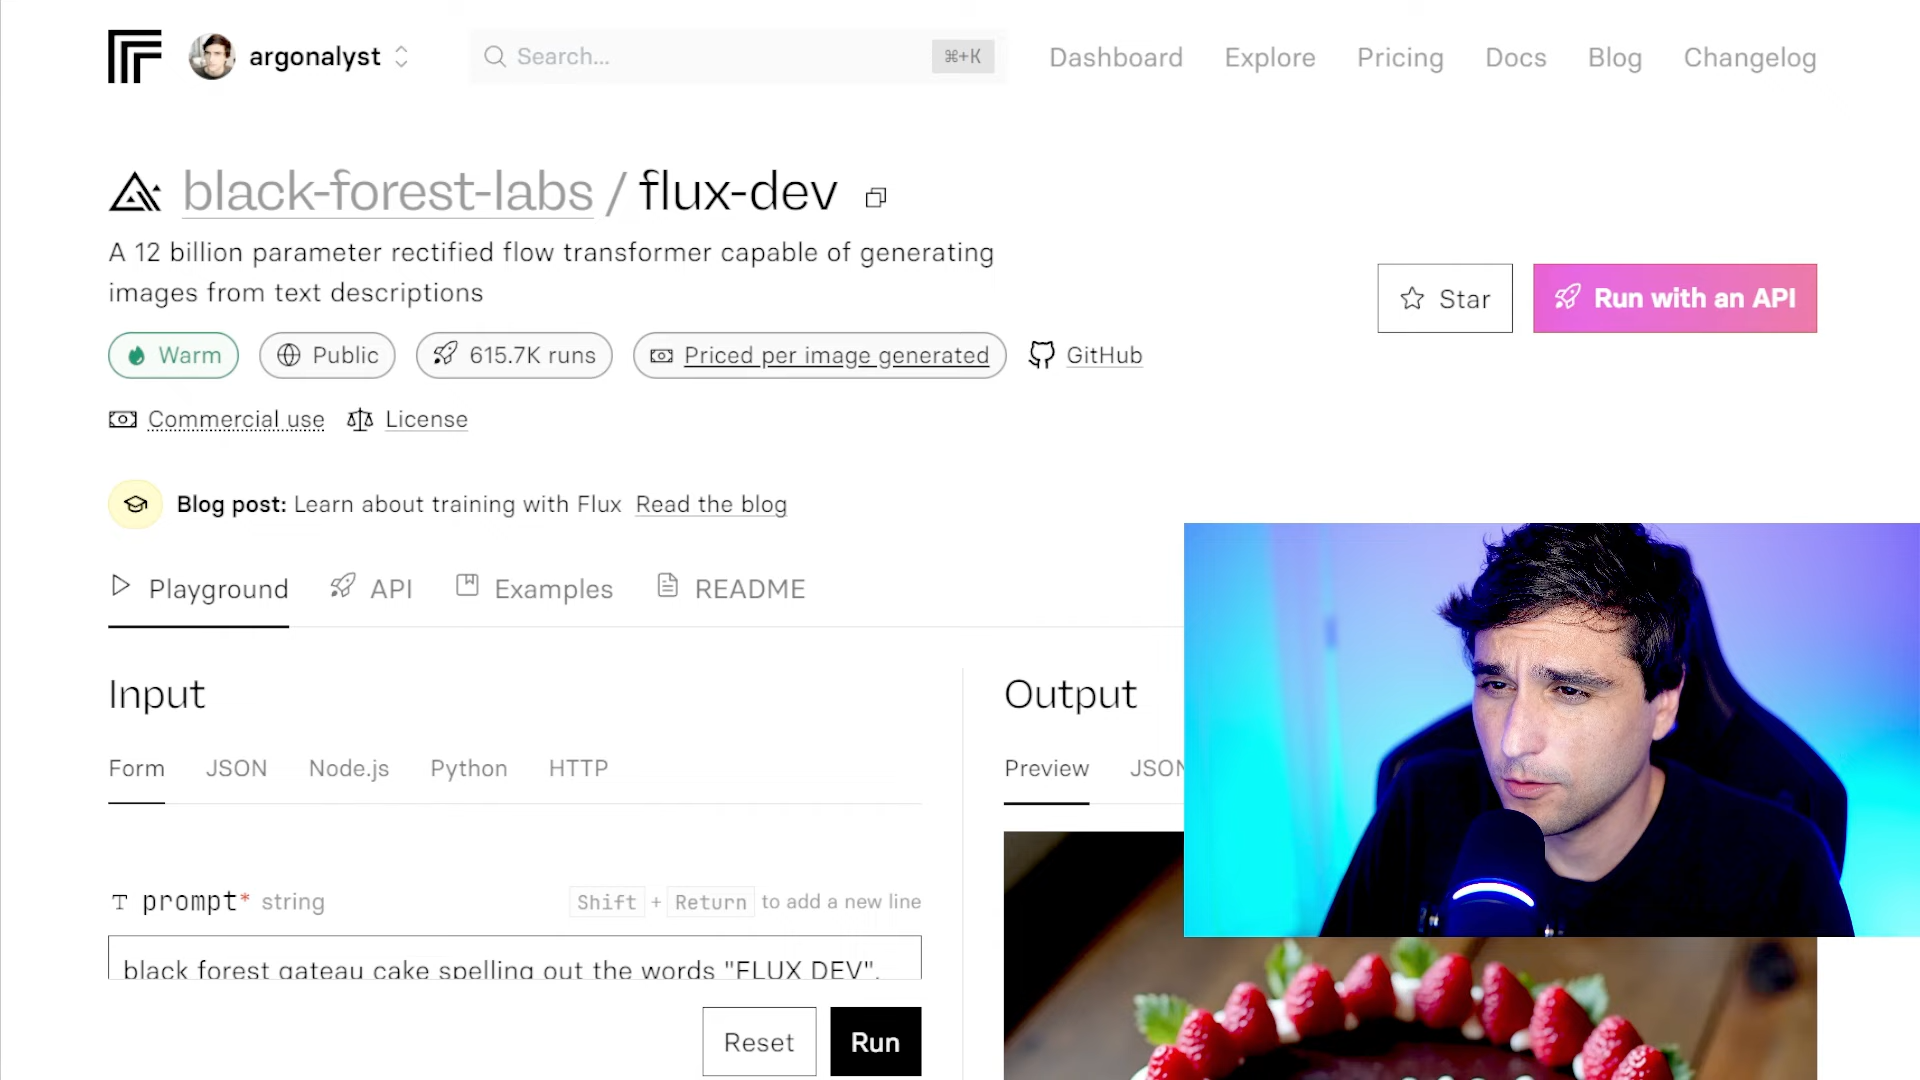 argonalyst
Search...
⌘+K
Dashboard
Explore
Pricing
Docs
Blog
Changelog
black-forest-labs / flux-dev
A 12 billion parameter rectified flow transformer capable of generating
images from text descriptions
Star
Run with an API
Warm
Public
615.7K runs
Priced per image generated
GitHub
Commercial use
License
Blog post: Learn about training with Flux Read the blog
Playground
API
Examples
README
Input
Form
JSON
Node.js
Python
HTTP
prompt* string
Shift + Return to add a new line
black forest gateau cake spelling out the words "FLUX DEV",
Reset
Run
Output
Preview
JSON